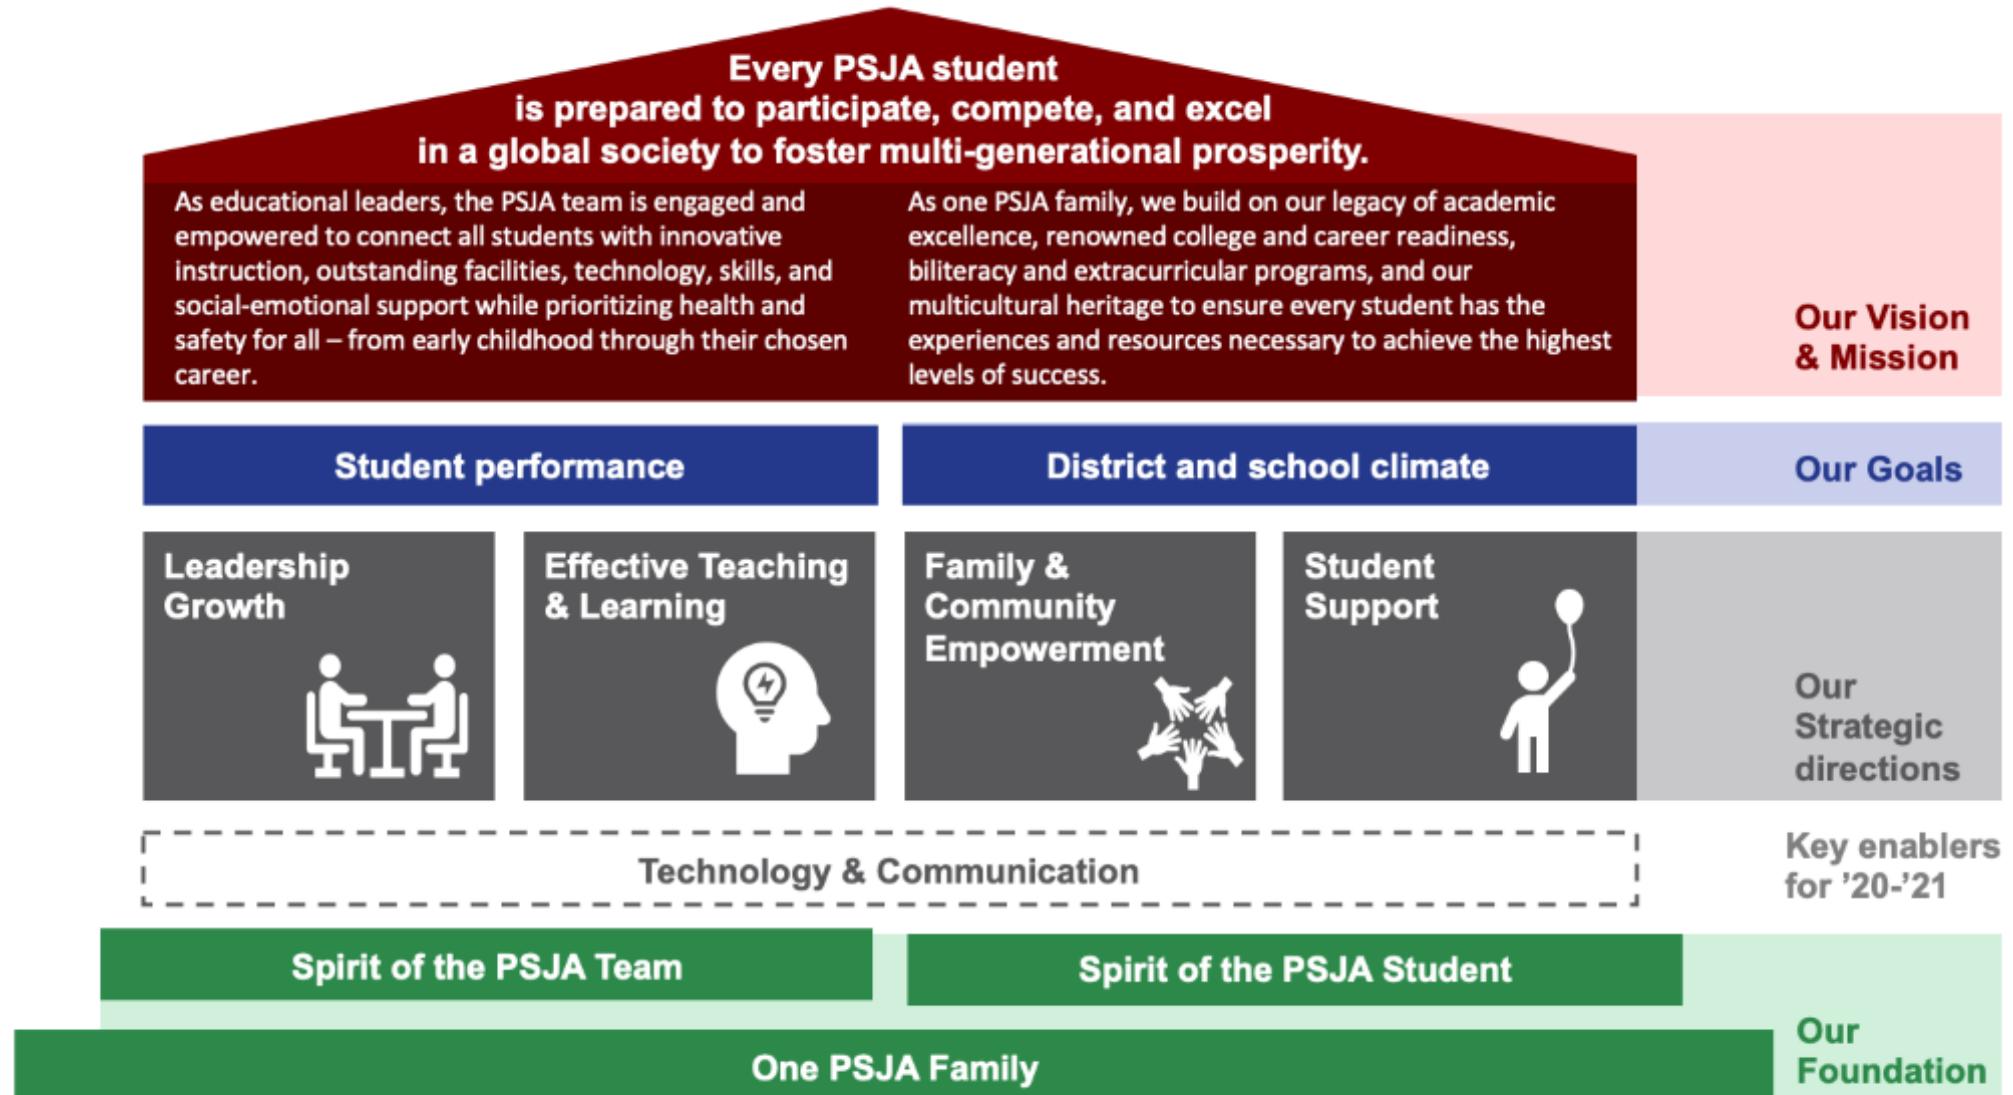 Every PSJA student
is prepared to participate, compete, and excel
in a global society to foster multi-generational prosperity.
As educational leaders, the PSJA team is engaged and
empowered to connect all students with innovative
instruction, outstanding facilities, technology, skills, and
social-emotional support while prioritizing health and
safety for all – from early childhood through their chosen
career.
As one PSJA family, we build on our legacy of academic
excellence, renowned college and career readiness,
biliteracy and extracurricular programs, and our
multicultural heritage to ensure every student has the
experiences and resources necessary to achieve the highest
levels of success.
Our Vision
& Mission
Student performance
District and school climate
Our Goals
Leadership
Growth
Effective Teaching
& Learning
Family &
Community
Empowerment
Student
Support
Our
Strategic
directions
Technology & Communication
Key enablers
for ’20-’21
Spirit of the PSJA Team
Spirit of the PSJA Student
One PSJA Family
Our
Foundation